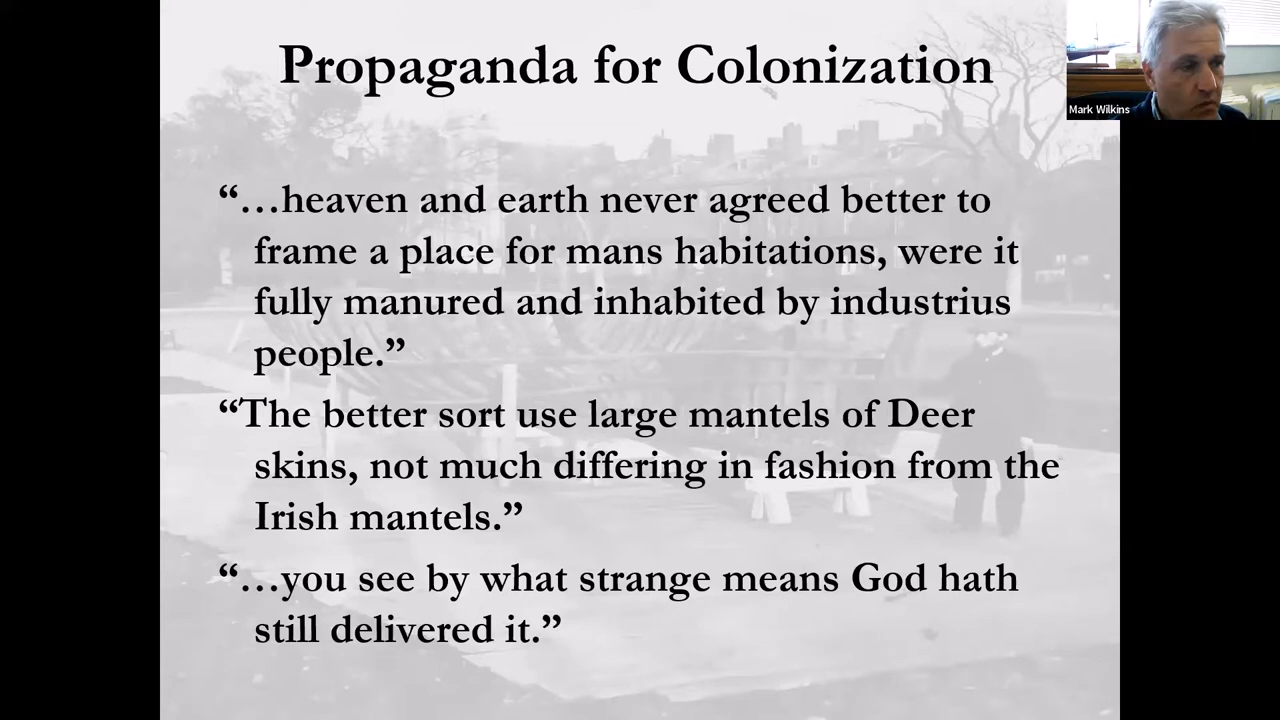 Propaganda for Colonization
Mark Wilkins
“…heaven and earth never agreed better to
frame a place for mans habitations, were it
fully manured and inhabited by industrius
people.”
“The better sort use large mantels of Deer
skins, not much differing in fashion from the
Irish mantels.”
“…you see by what strange means God hath
still delivered it.”